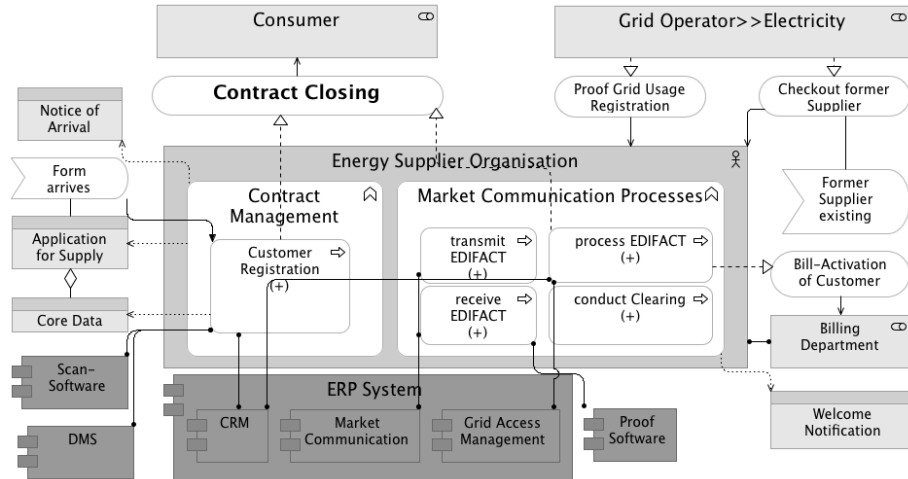 Consumer
Grid Operator>>Electricity
Contract Closing
Proof Grid Usage
Registration
Checkout former
Supplier
Notice of
Arrival
Energy Supplier Organisation
Form
arrives
Contract
Management
Market Communication Processes
Former
Supplier
existing
Application
for Supply
Customer
Registration
(+)
transmit
EDIFACT
(+)
process EDIFACT
(+)
Bill-Activation
of Customer
receive
EDIFACT
(+)
conduct Clearing
(+)
Core Data
Billing
Department
Scan-
Software
ERP System
CRM
Market
Communication
Grid Access
Management
Proof
Software
Welcome
Notification
DMS